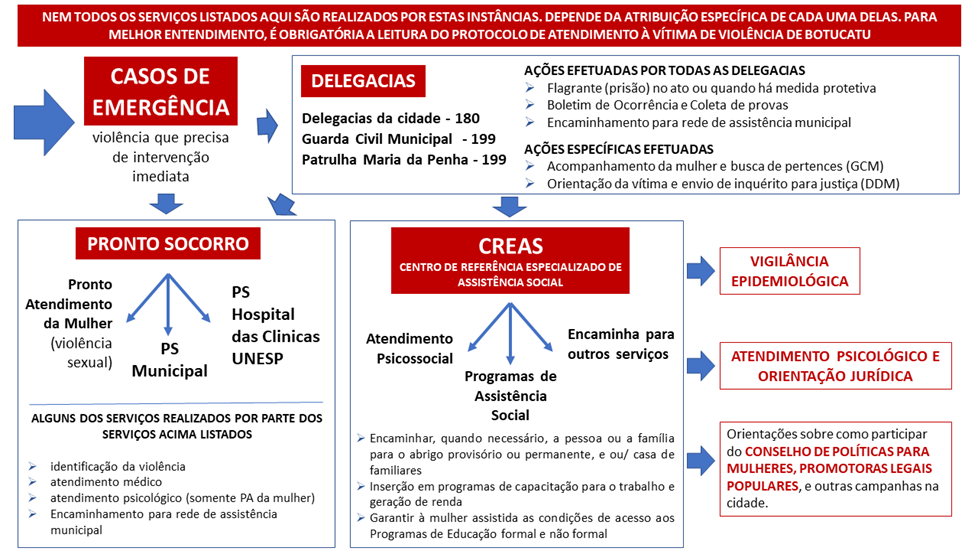 NEM TODOS OS SERVIÇOS LISTADOS AQUI SÃO REALIZADOS POR ESTAS INSTÂNCIAS. DEPENDE DA ATRIBUIÇÃO ESPECÍFICA DE CADA UMA DELAS. PARA
MELHOR ENTENDIMENTO, É OBRIGATÓRIA A LEITURA DO PROTOCOLO DE ATENDIMENTO À VÍTIMA DE VIOLÊNCIA DE BOTUCATU
CASOS DE
EMERGÊNCIA
violência que precisa
de intervenção
imediata
DELEGACIAS
Delegacias da cidade - 180
Guarda Civil Municipal - 199
Patrulha Maria da Penha - 199
AÇÕES EFETUADAS POR TODAS AS DELEGACIAS
Flagrante (prisão) no ato ou quando há medida protetiva
Boletim de Ocorrência e Coleta de provas
Encaminhamento para rede de assistência municipal
AÇÕES ESPECÍFICAS EFETUADAS
Acompanhamento da mulher e busca de pertences (GCM)
Orientação da vítima e envio de inquérito para justiça (DDM)
PRONTO SOCORRO
Pronto
Atendimento
da Mulher
(violência
sexual)
PS
Municipal
PS
Hospital
das Clinicas
UNESP
ALGUNS DOS SERVIÇOS REALIZADOS POR PARTE DOS
SERVIÇOS ACIMA LISTADOS
identificação da violência
atendimento médico
atendimento psicológico (somente PA da mulher)
Encaminhamento para rede de assistência
municipal
CREAS
CENTRO DE REFERÊNCIA ESPECIALIZADO DE
ASSISTÊNCIA SOCIAL
Atendimento
Psicossocial
Programas de
Assistência
Social
Encaminha para
outros serviços
Encaminhar, quando necessário, a pessoa ou a família
para o abrigo provisório ou permanente, e ou/ casa de
familiares
Inserção em programas de capacitação para o trabalho e
geração de renda
Garantir à mulher assistida as condições de acesso aos
Programas de Educação formal e não formal
VIGILÂNCIA
EPIDEMIOLÓGICA
ATENDIMENTO PSICOLÓGICO E
ORIENTAÇÃO JURÍDICA
Orientações sobre como participar
do CONSELHO DE POLÍTICAS PARA
MULHERES, PROMOTORAS LEGAIS
POPULARES, e outras campanhas na
cidade.